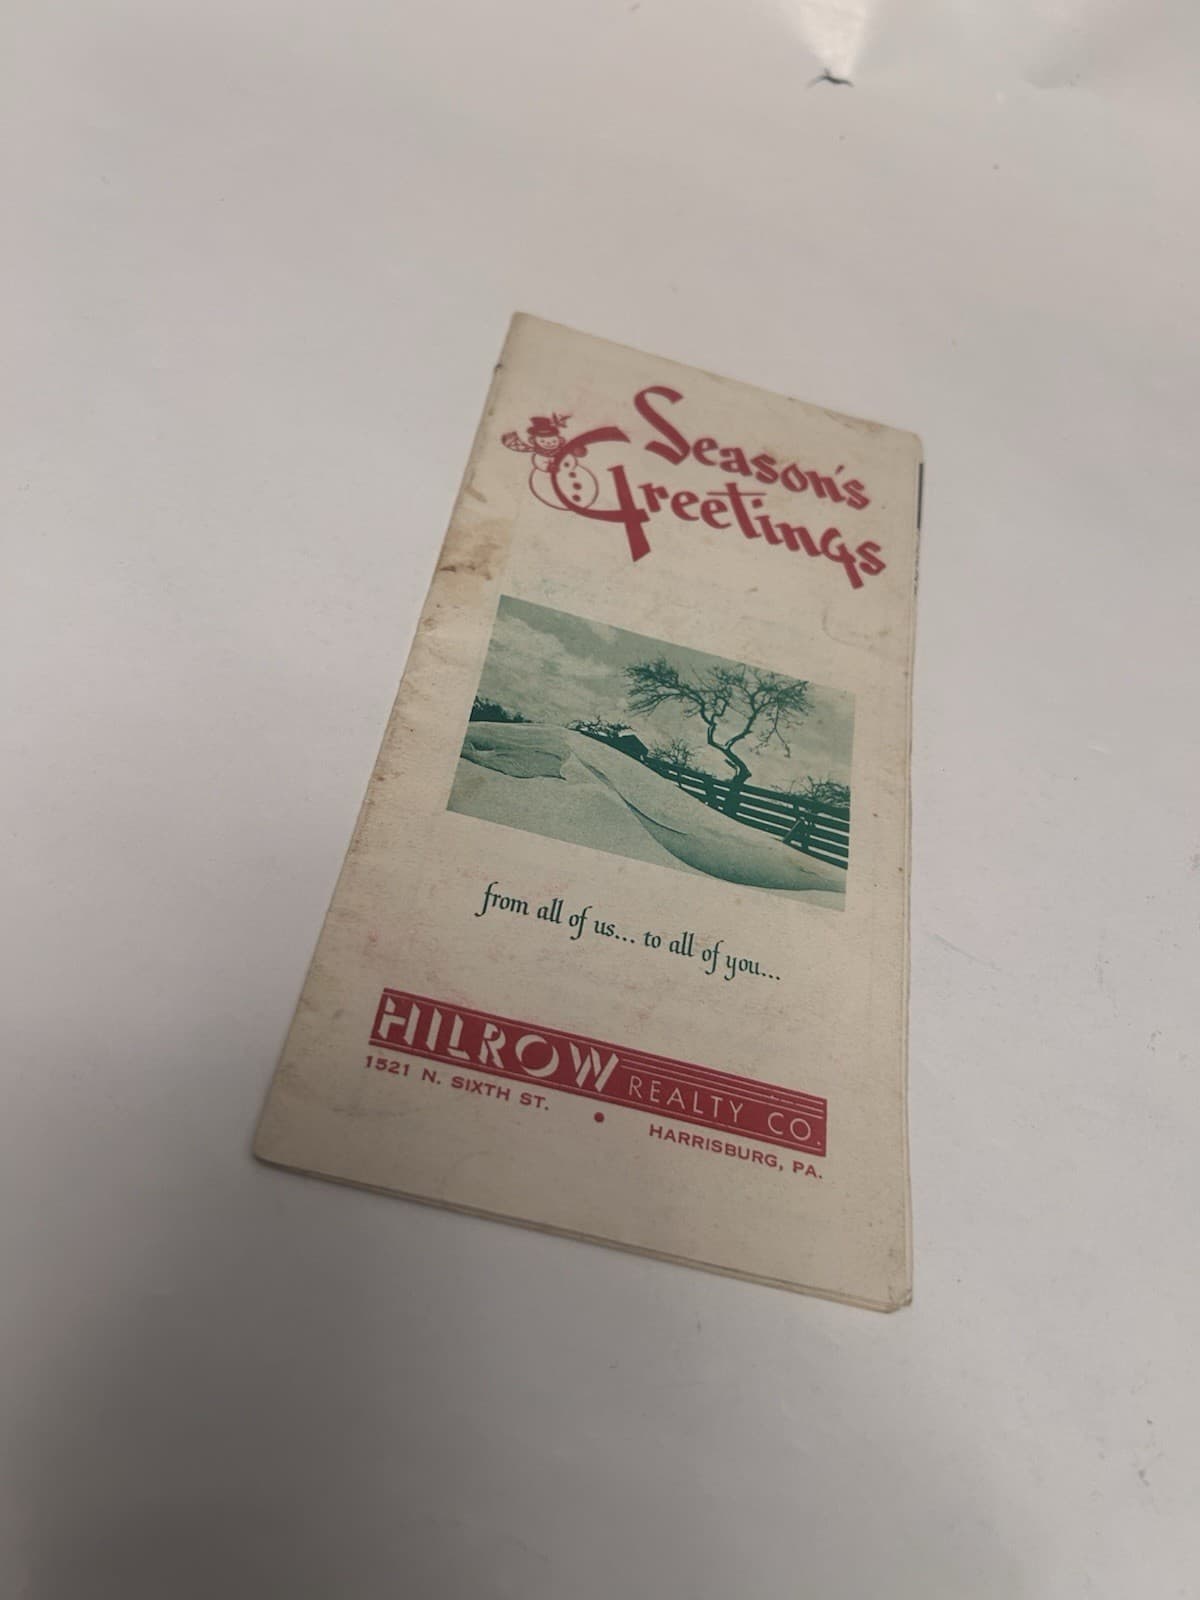 Season's
Greetings
from all of us... to all of you...
HILROW REALTY CO.
1521 N. SIXTH ST. • HARRISBURG, PA.